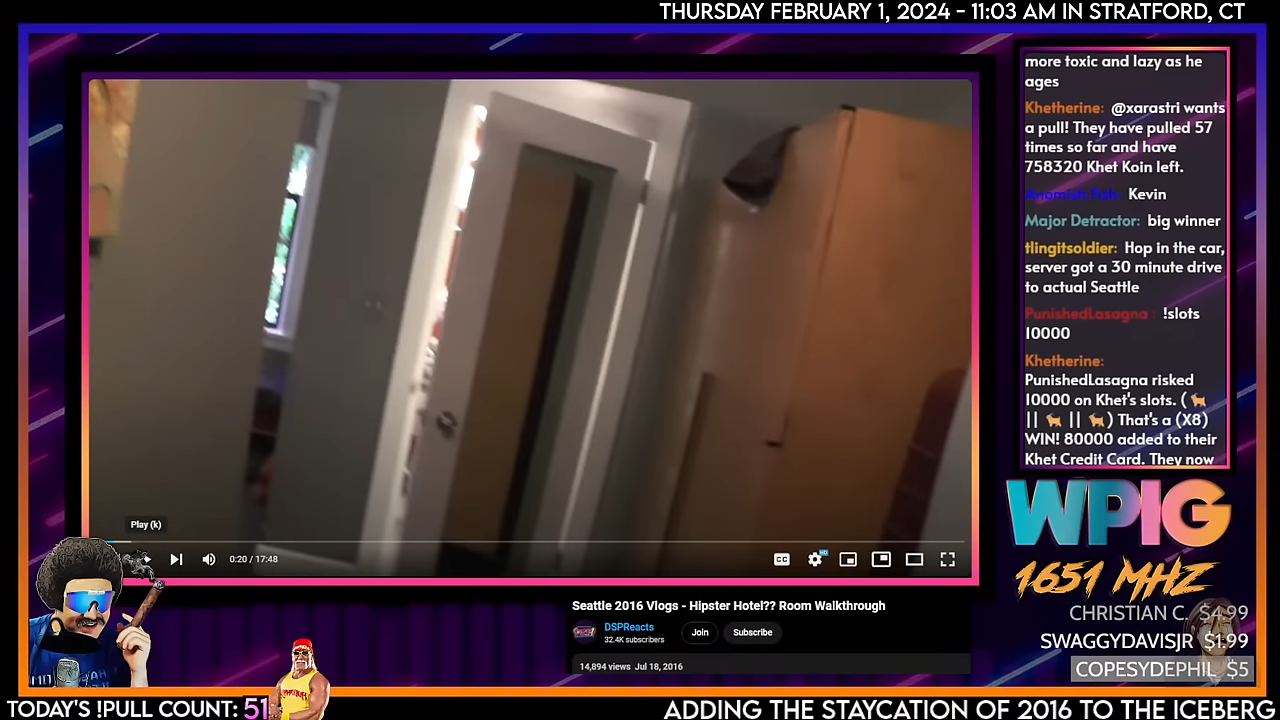 THURSDAY FEBRUARY 1, 2024 - 11:03 AM IN STRATFORD, CT
more toxic and lazy as he
ages
Khetherine: @xarastri wants
a pull! They have pulled 57
times so far and have
758320 Khet Koin left.
Anomish Fish: Kevin
Major Detractor: big winner
tlingitsoldier: Hop in the car,
server got a 30 minute drive
to actual Seattle
PunishedLasagna : !slots
10000
Khetherine:
PunishedLasagna risked
10000 on Khet's slots. (
|| || ) That's a (X8)
WIN! 80000 added to their
Khet Credit Card. They now
Play (k)
0:20 / 17:48
CC
HD
WPIG
1651 MHZ
Seattle 2016 Vlogs - Hipster Hotel?? Room Walkthrough
DSPReacts
32.4K subscribers
Join
Subscribe
14,894 views Jul 18, 2016
CHRISTIAN C. $4.99
SWAGGYDAVISJR $1.99
COPESYDEPHIL $5
TODAY'S !PULL COUNT: 51
ADDING THE STAYCATION OF 2016 TO THE ICEBERG